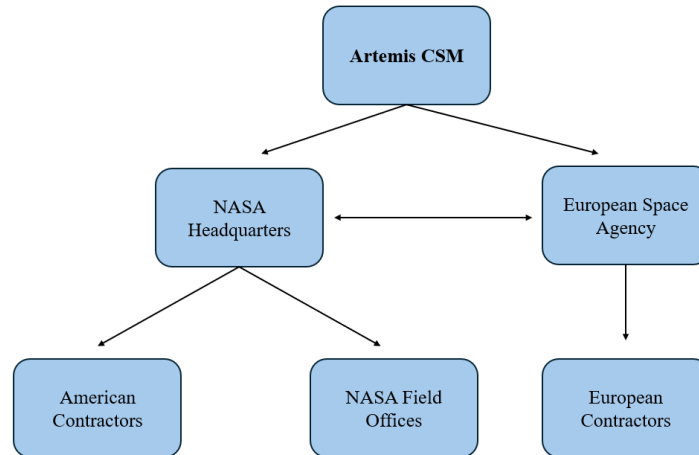 Artemis CSM
NASA
Headquarters
European Space
Agency
American
Contractors
NASA Field
Offices
European
Contractors